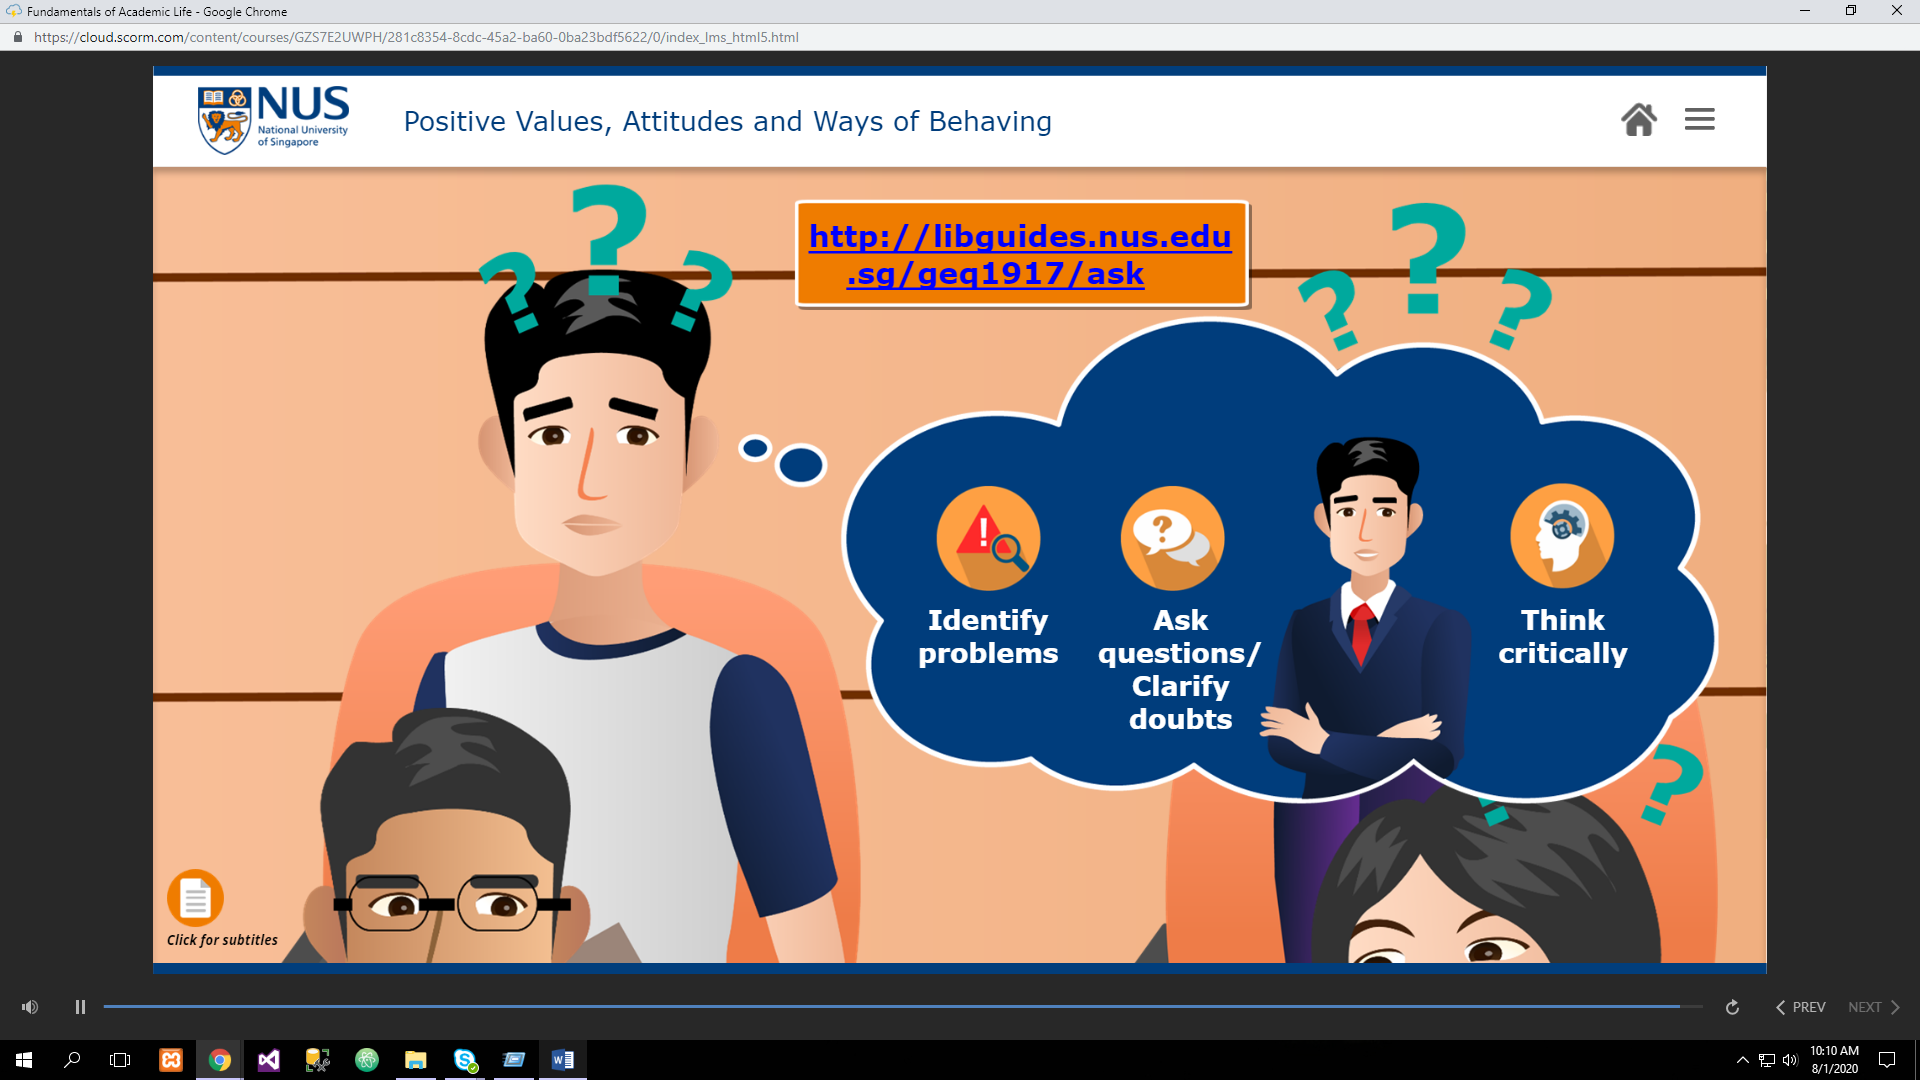 Fundamentals of Academic Life - Google Chrome
https://cloud.scorm.com/content/courses/GZS7E2UWPH/281c8354-8cdc-45a2-ba60-0ba23bdf5622/0/index_lms_html5.html
NUS
National University
of Singapore
Positive Values, Attitudes and Ways of Behaving
http://libguides.nus.edu
.sg/geq1917/ask
Identify
problems
Ask
questions/
Clarify
doubts
Think
critically
Click for subtitles
PREV
NEXT
10:10 AM
8/1/2020